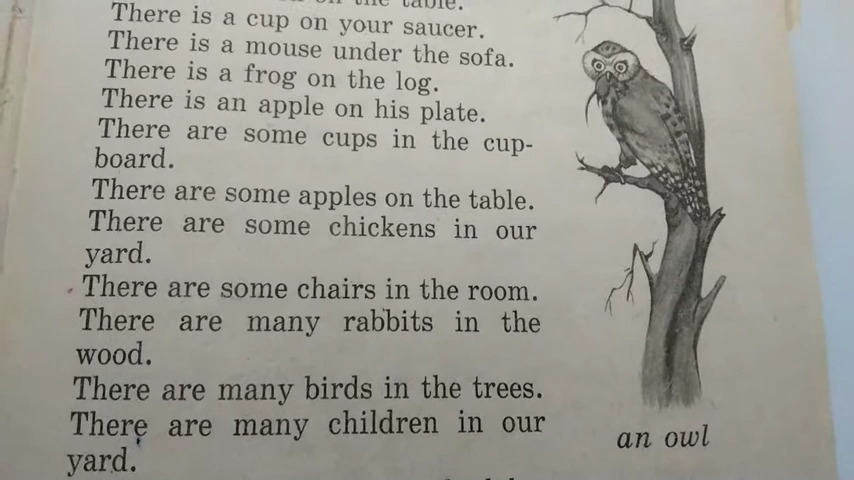 the table.
There is a cup on your saucer.
There is a mouse under the sofa.
There is a frog on the log.
There is an apple on his plate.
There are some cups in the cup-
board.
There are some apples on the table.
There are some chickens in our
yard.
There are some chairs in the room.
There are many rabbits in the
wood.
There are many birds in the trees.
There are many children in our
yard.
an owl